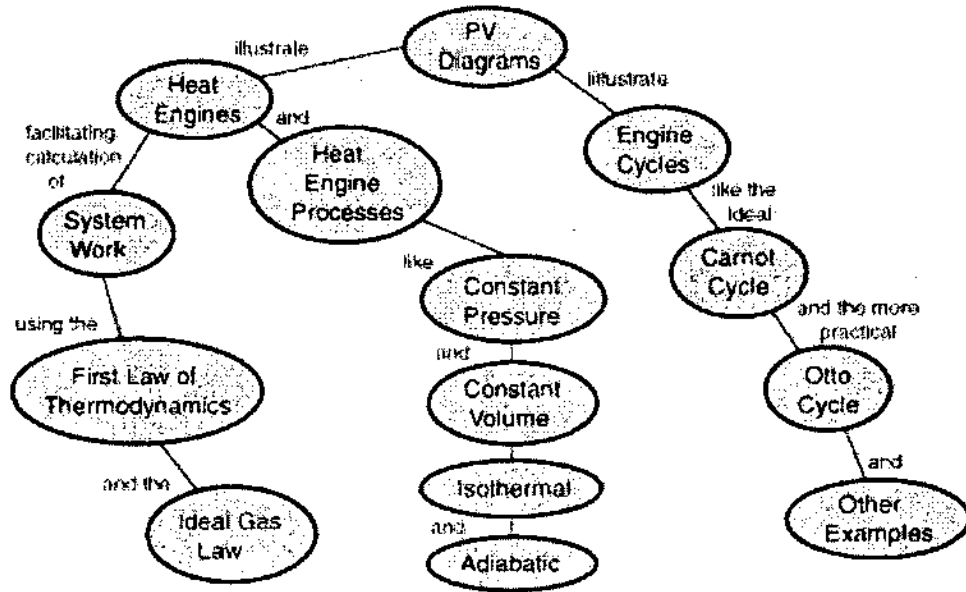 PV
Diagrams
illustrate
Heat
Engines
illustrate
facilitating
calculation
of
and
Heat
Engine
Processes
Engine
Cycles
System
Work
like the
ideal
Carnot
Cycle
like
Constant
Pressure
using the
and the more
practical
First Law of
Thermodynamics
and
Constant
Volume
Otto
Cycle
and the
and
Isothermal
Ideal Gas
Law
and
Adiabatic
Other
Examples